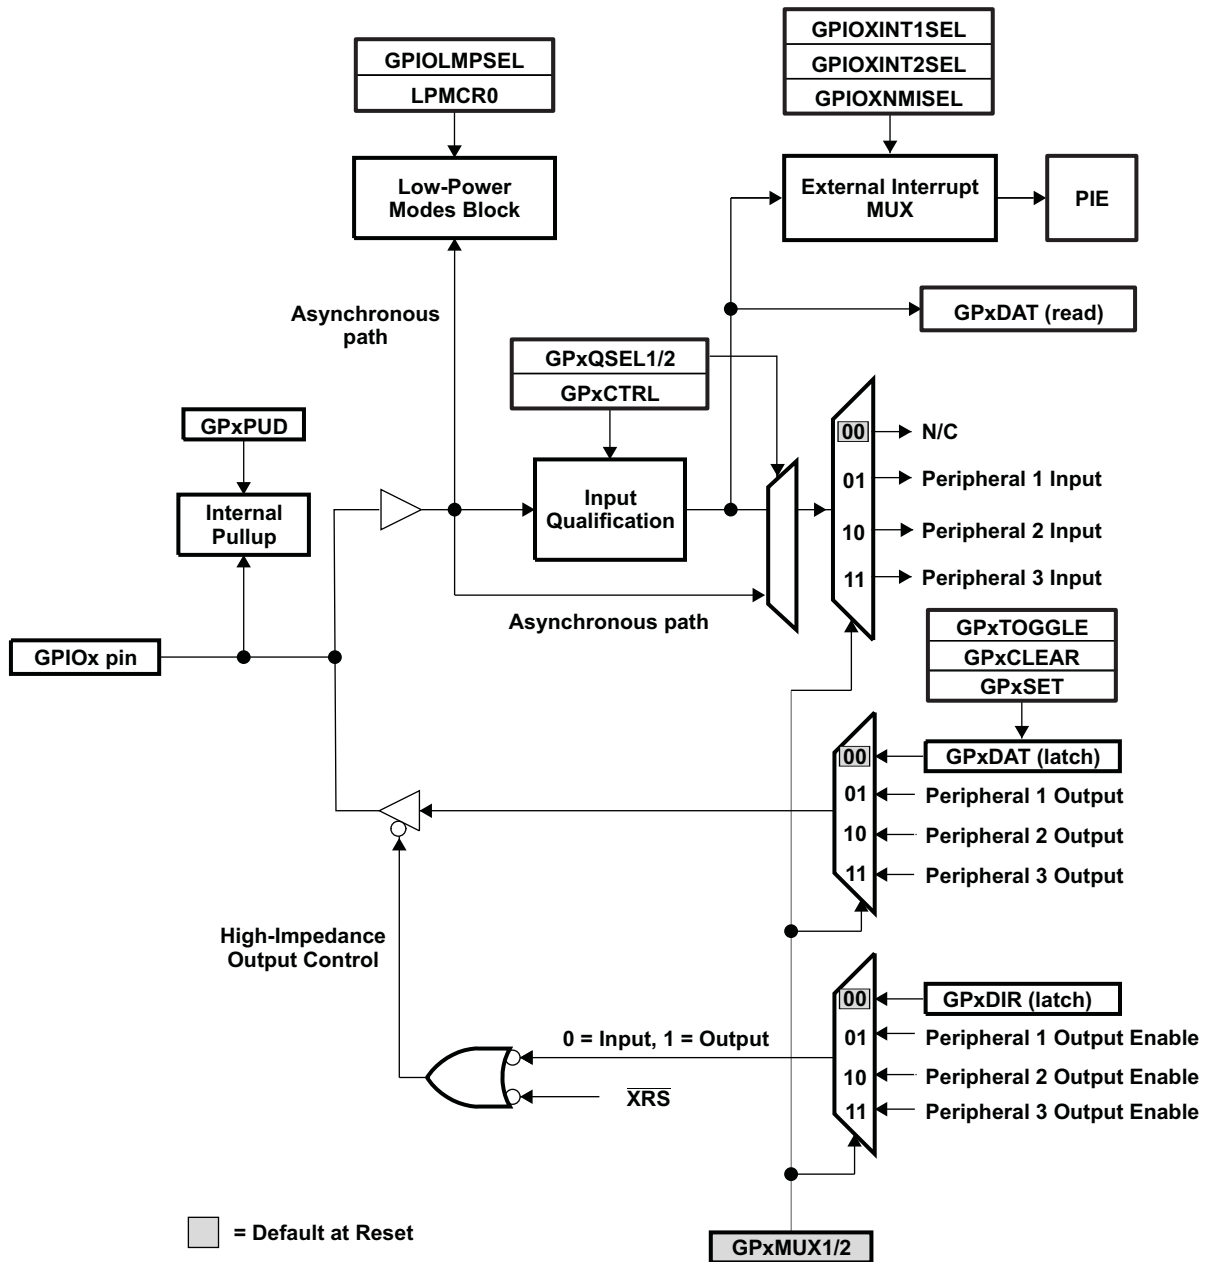 GPIOXINT1SEL
GPIOLMPSEL
GPIOXINT2SEL
LPMCR0
GPIOXNMISEL
Low-Power
Modes Block
External Interrupt
MUX
PIE
Asynchronous
path
GPxDAT (read)
GPxQSEL1/2
GPxCTRL
GPxPUD
00
N/C
01
Peripheral 1 Input
Internal
Pullup
Input
Qualification
10
Peripheral 2 Input
11
Peripheral 3 Input
Asynchronous path
GPxTOGGLE
GPIOx pin
GPxCLEAR
GPxSET
00
GPxDAT (latch)
01
Peripheral 1 Output
10
Peripheral 2 Output
11
Peripheral 3 Output
High-Impedance
Output Control
00
GPxDIR (latch)
0 = Input, 1 = Output
01
Peripheral 1 Output Enable
10
Peripheral 2 Output Enable
XRS
11
Peripheral 3 Output Enable
= Default at Reset
GPxMUX1/2